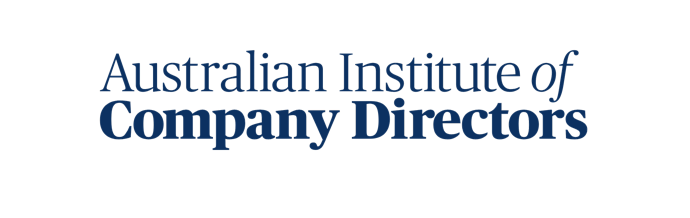 Australian Institute of
Company Directors